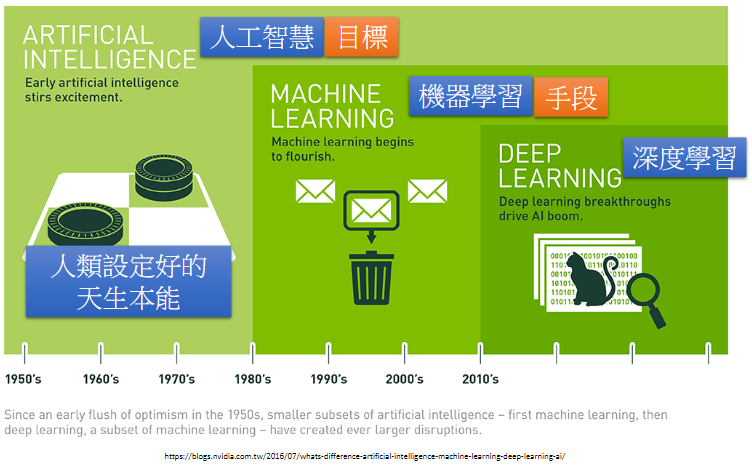 ARTIFICIAL
INTELLIGENCE
人工智慧 目標
Early artificial intelligence
stirs excitement.
人類設定好的
天生本能
MACHINE
LEARNING
機器學習 手段
Machine learning begins
to flourish.
DEEP
LEARNING
深度學習
Deep learning breakthroughs
drive AI boom.
1950's 1960's 1970's 1980's 1990's 2000's 2010's
Since an early flush of optimism in the 1950s, smaller subsets of artificial intelligence – first machine learning, then
deep learning, a subset of machine learning – have created ever larger disruptions.
https://blogs.nvidia.com.tw/2016/07/whats-difference-artificial-intelligence-machine-learning-deep-learning-ai/